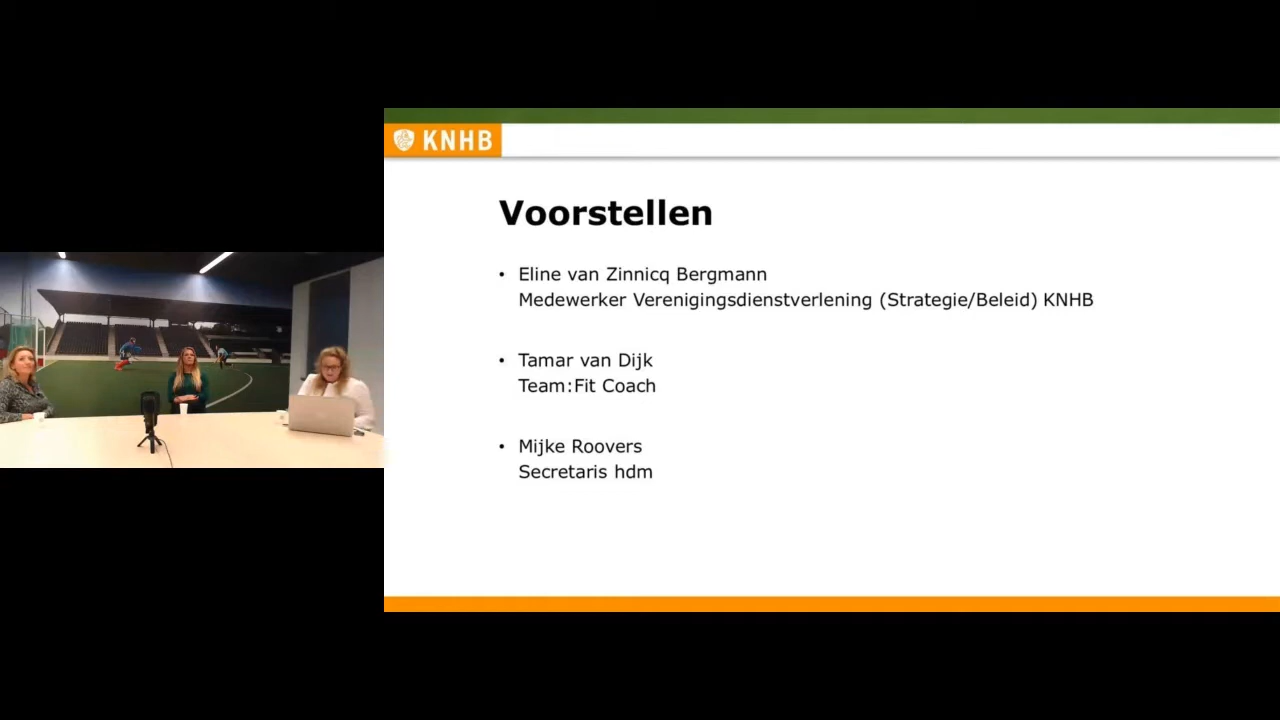 KNHB
Voorstellen
• Eline van Zinnicq Bergmann
Medewerker Verenigingsdienstverlening (Strategie/Beleid) KNHB
• Tamar van Dijk
Team:Fit Coach
• Mijke Roovers
Secretaris hdm